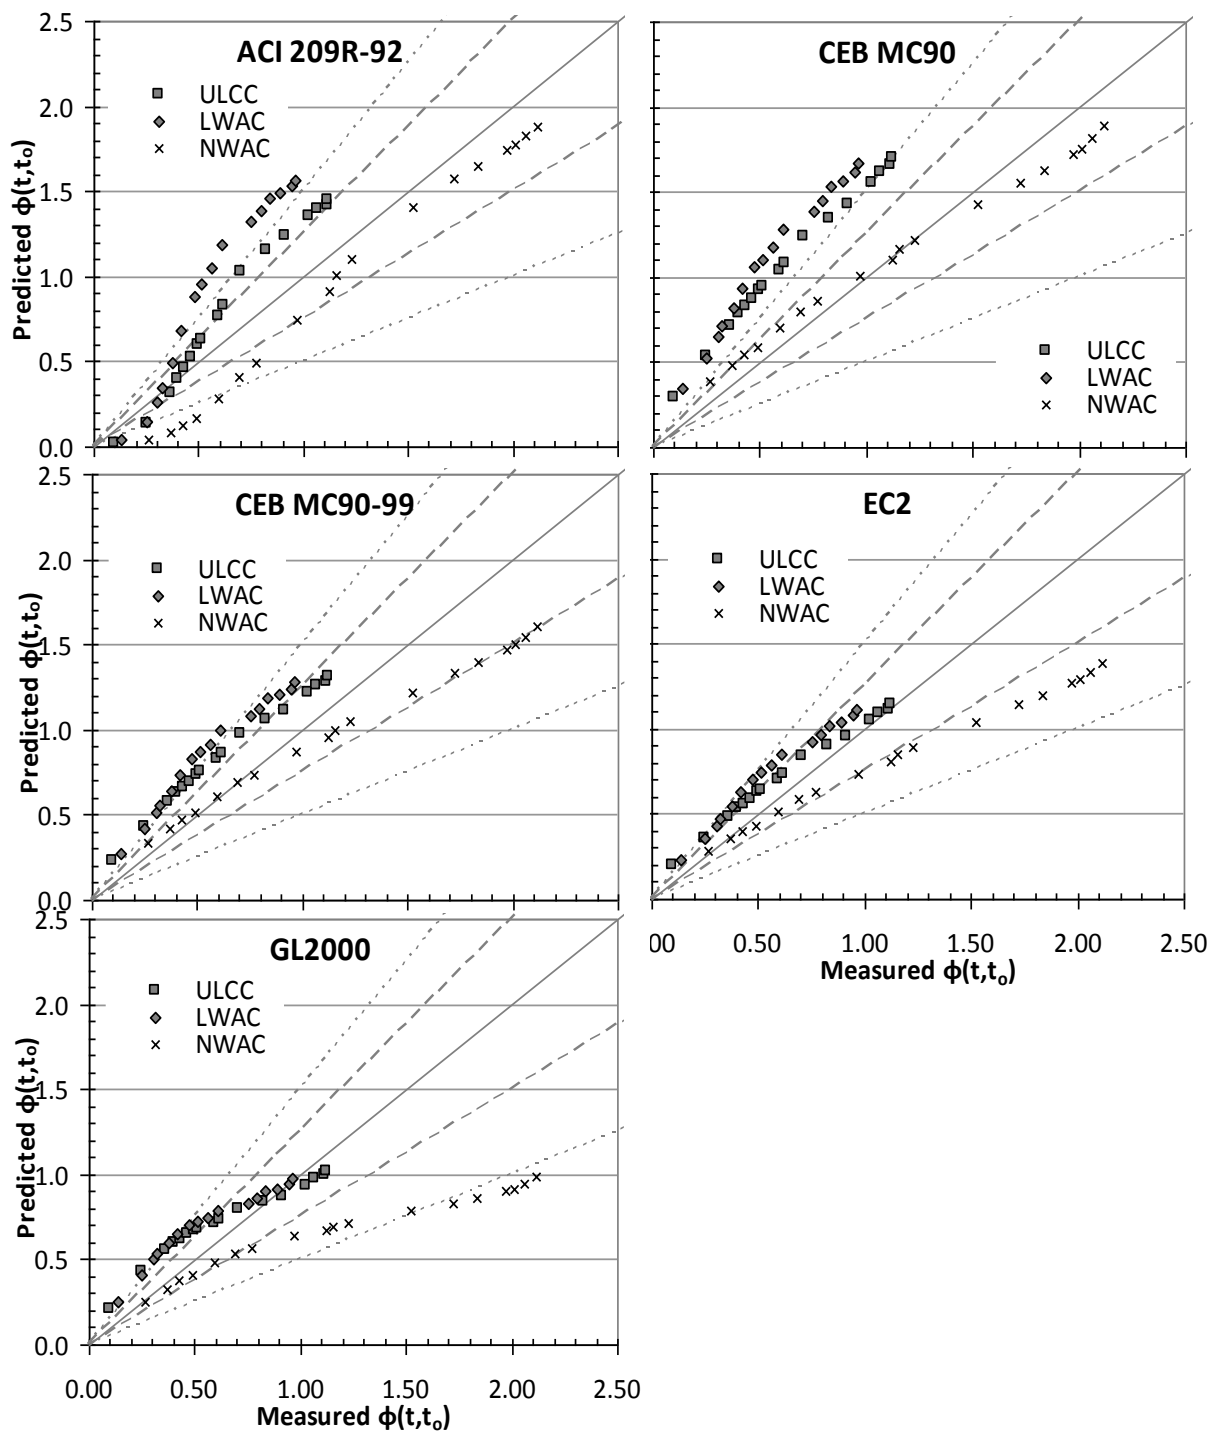 ACI 209R-92
2.5
2.0
1.5
1.0
0.5
0.0
Predicted ϕ(t,to)
ULCC
LWAC
NWAC
CEB MC90
ULCC
LWAC
NWAC
CEB MC90-99
2.5
2.0
1.5
1.0
0.5
0.0
Predicted ϕ(t,to)
ULCC
LWAC
NWAC
EC2
ULCC
LWAC
NWAC
00 0.50 1.00 1.50 2.00 2.50
Measured ϕ(t,to)
GL2000
2.5
2.0
1.5
1.0
0.5
0.0
Predicted ϕ(t,to)
ULCC
LWAC
NWAC
0.00 0.50 1.00 1.50 2.00 2.50
Measured ϕ(t,to)